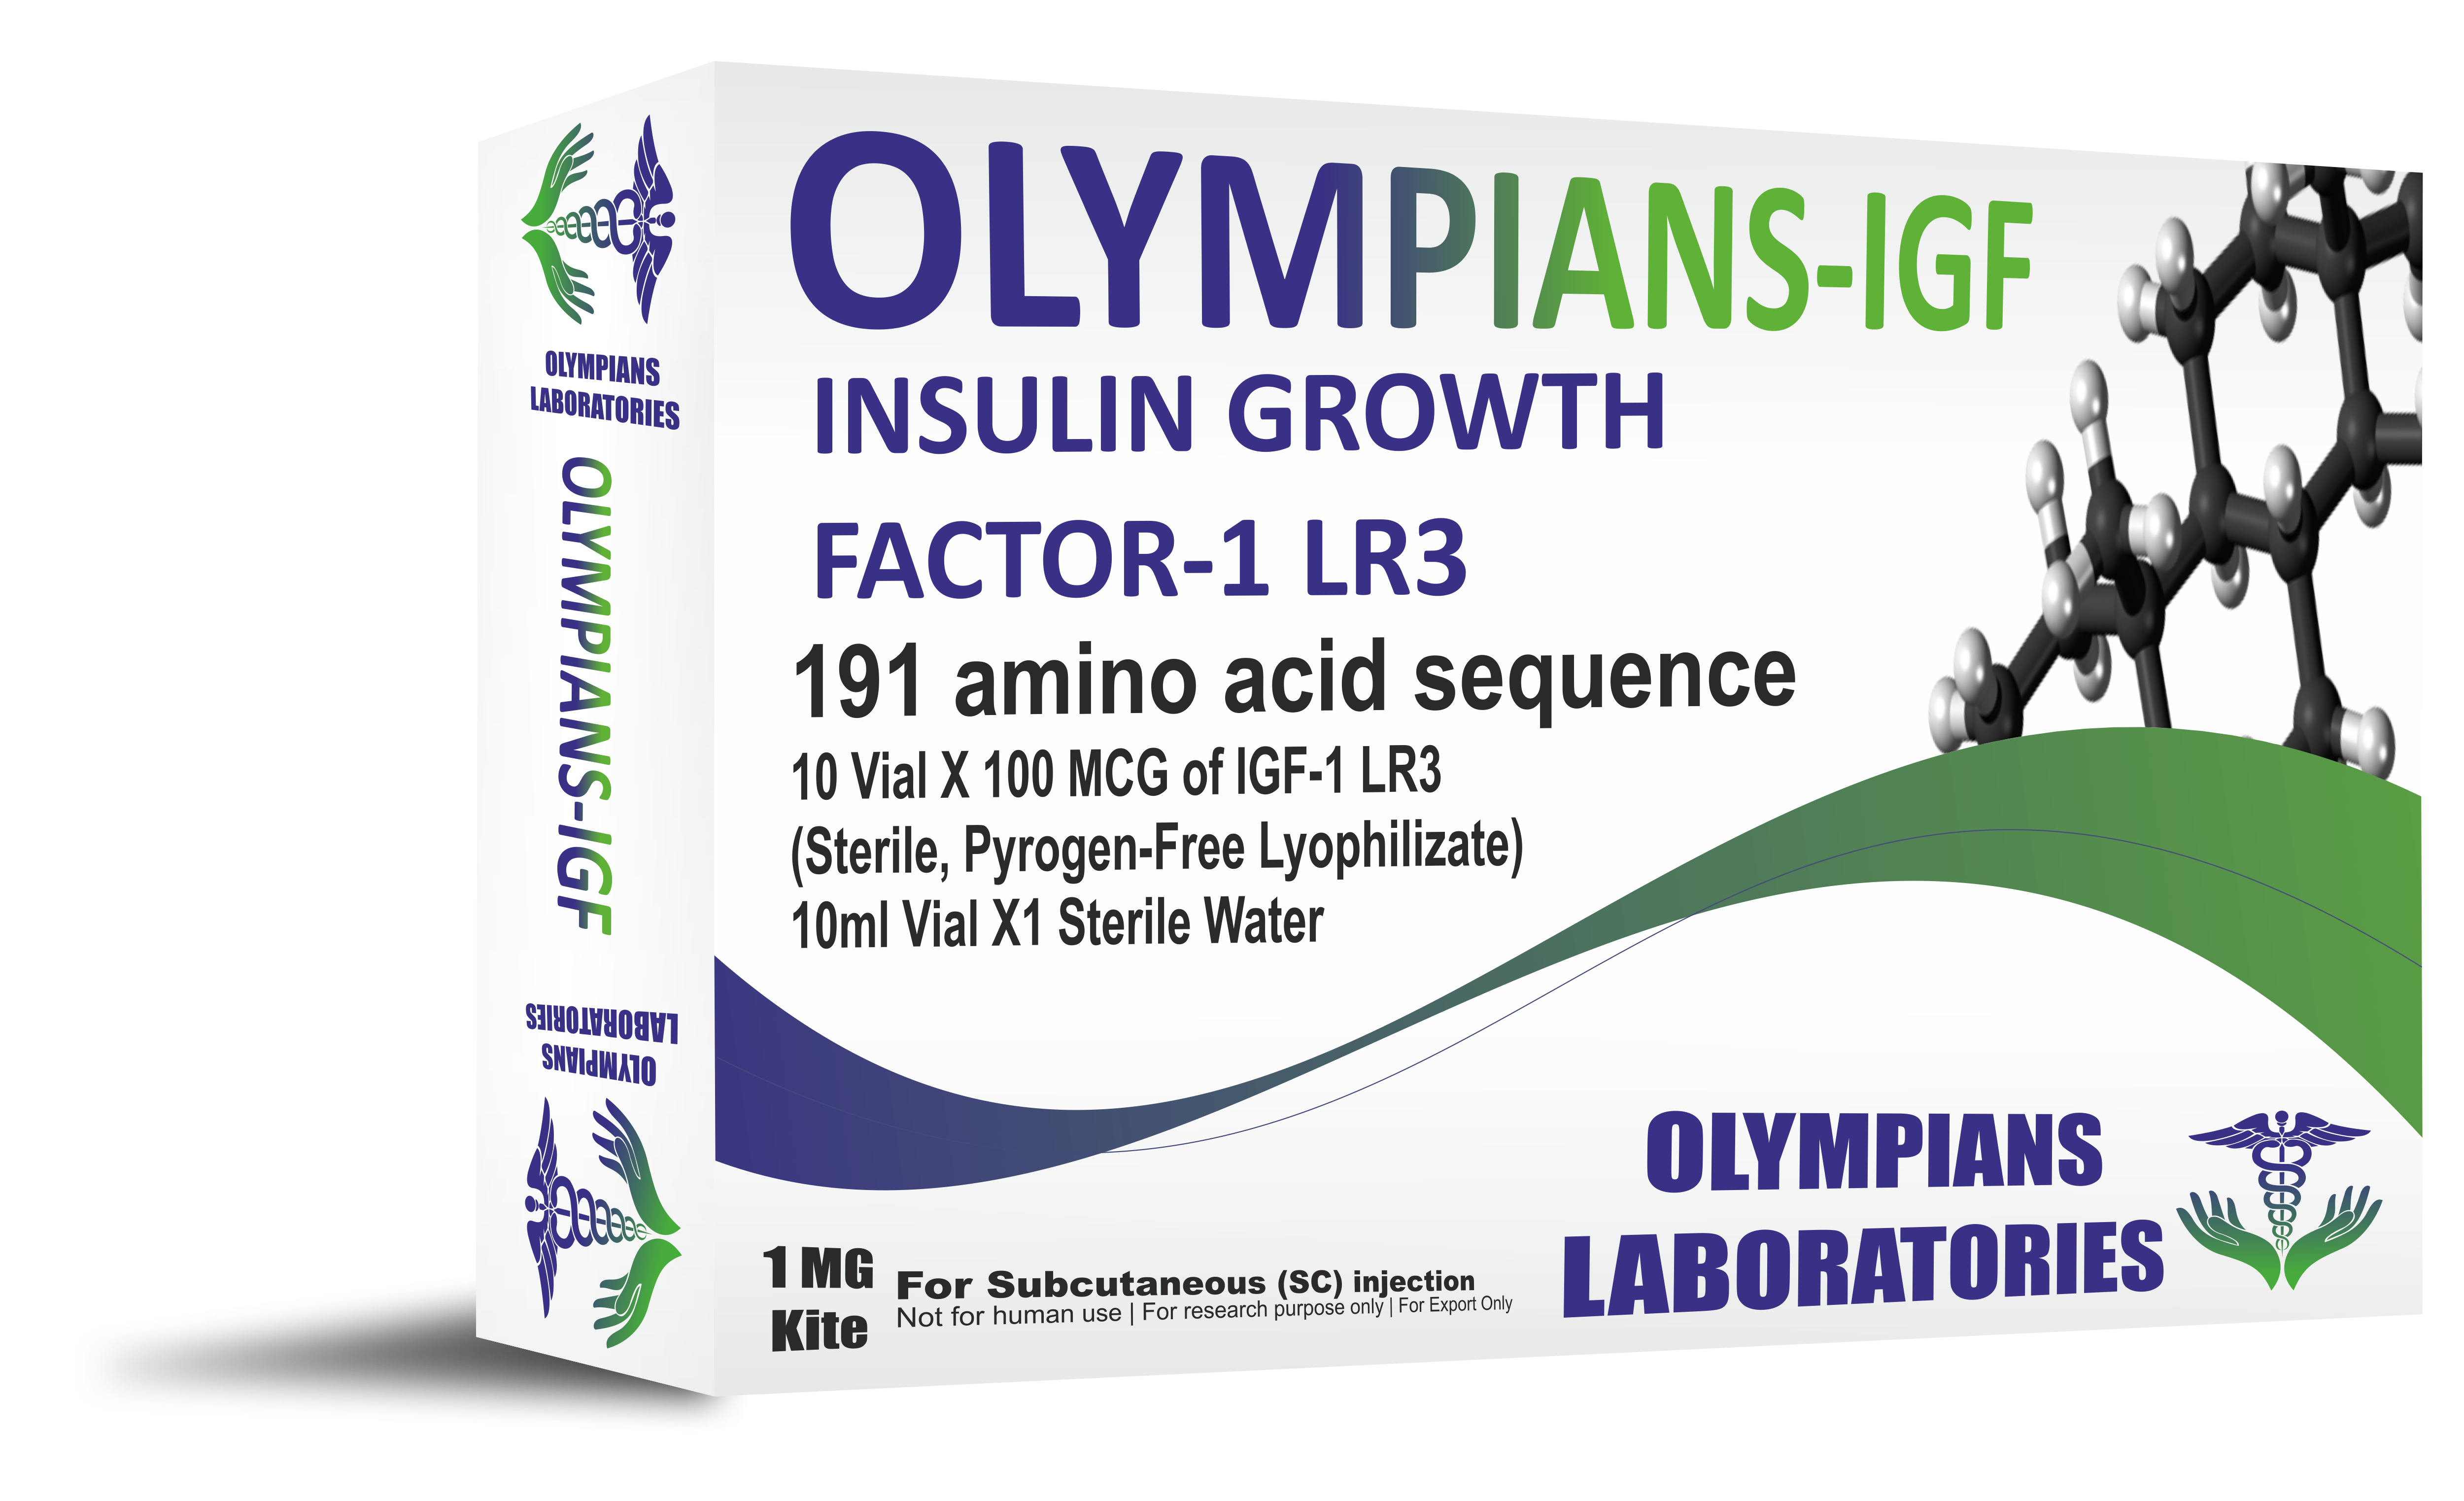 OLYMPIANS
LABORATORIES
OLYMPIANS-IGF
OLYMPIANS
LABORATORIES
OLYMPIANS-IGF
INSULIN GROWTH
FACTOR-1 LR3
191 amino acid sequence
10 Vial X 100 MCG of IGF-1 LR3
(Sterile, Pyrogen-Free Lyophilizate)
10ml Vial X1 Sterile Water
1 MG
Kite
For Subcutaneous (SC) injection
Not for human use | For research purpose only | For Export Only
OLYMPIANS
LABORATORIES